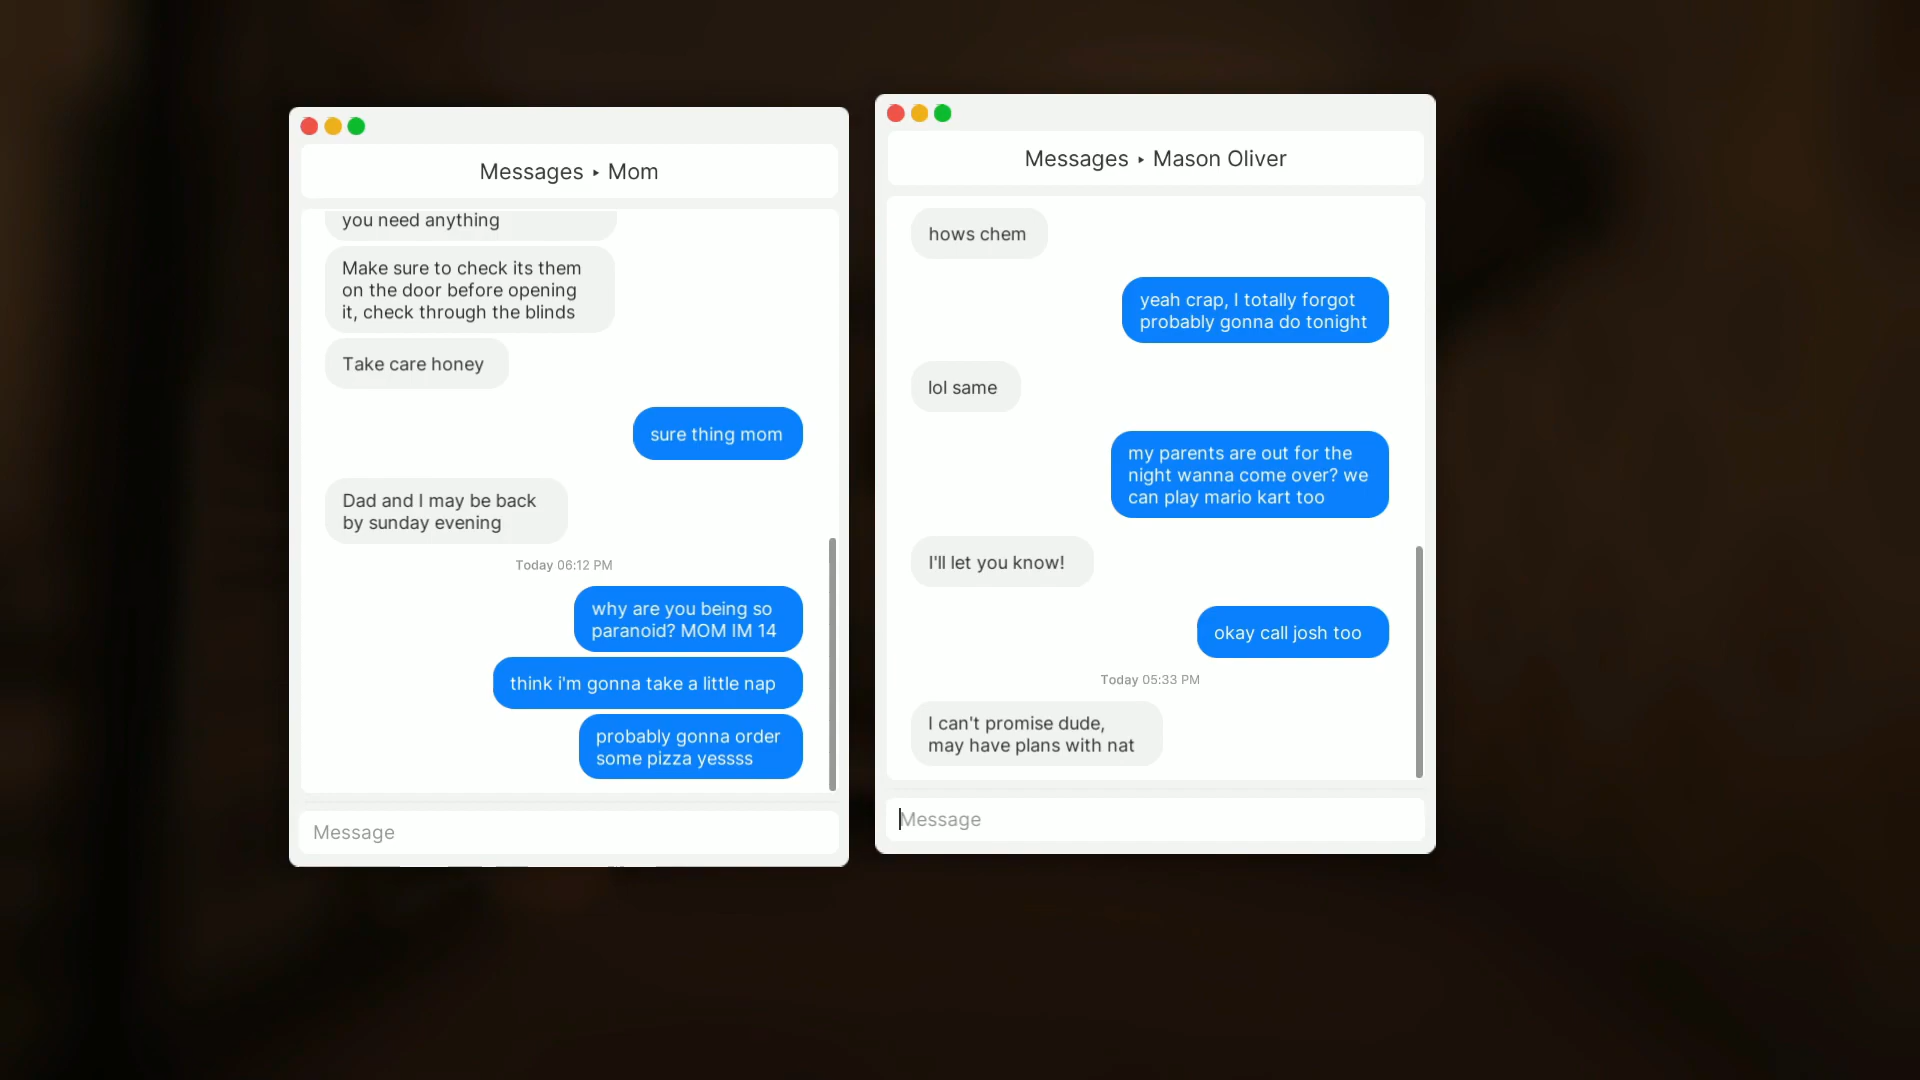 Messages ‣ Mom
you need anything
Make sure to check its them
on the door before opening
it, check through the blinds
Take care honey
sure thing mom
Dad and I may be back
by sunday evening
Today 06:12 PM
why are you being so
paranoid? MOM IM 14
think i'm gonna take a little nap
probably gonna order
some pizza yessss
Message
Messages ‣ Mason Oliver
hows chem
yeah crap, I totally forgot
probably gonna do tonight
lol same
my parents are out for the
night wanna come over? we
can play mario kart too
I'll let you know!
okay call josh too
Today 05:33 PM
I can't promise dude,
may have plans with nat
Message